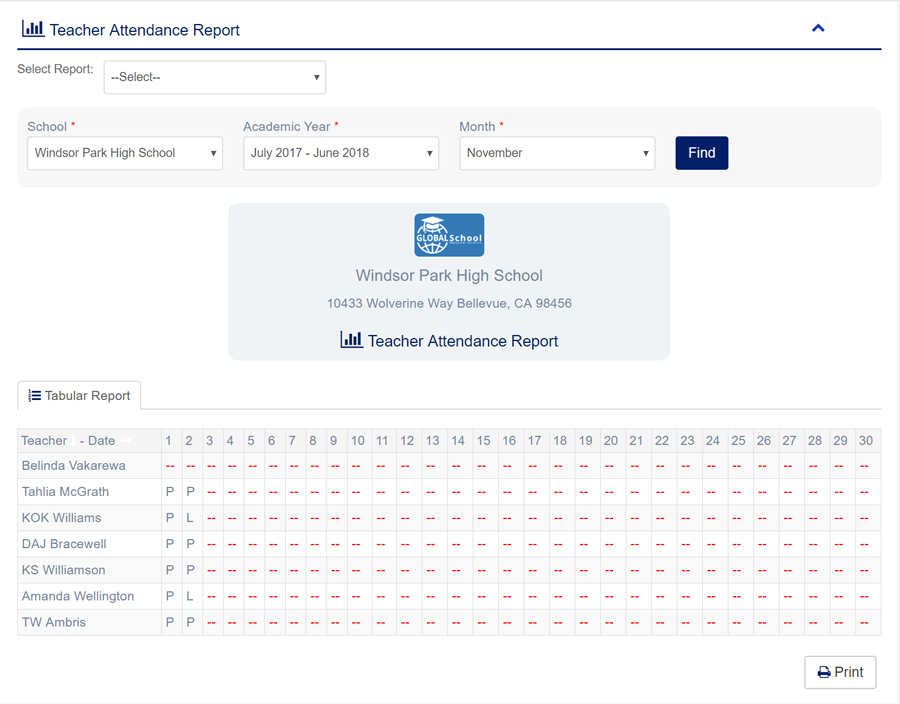 Teacher Attendance Report
Select Report: --Select--
School * Academic Year * Month *
Windsor Park High School July 2017 - June 2018 November Find
GLOBAL School
Windsor Park High School
10433 Wolverine Way Bellevue, CA 98456
Teacher Attendance Report
Tabular Report
Teacher - Date 1 2 3 4 5 6 7 8 9 10 11 12 13 14 15 16 17 18 19 20 21 22 23 24 25 26 27 28 29 30
Belinda Vakarewa -- -- -- -- -- -- -- -- -- -- -- -- -- -- -- -- -- -- -- -- -- -- -- -- -- -- -- -- -- --
Tahlia McGrath P P -- -- -- -- -- -- -- -- -- -- -- -- -- -- -- -- -- -- -- -- -- -- -- -- -- -- -- --
KOK Williams P L -- -- -- -- -- -- -- -- -- -- -- -- -- -- -- -- -- -- -- -- -- -- -- -- -- -- -- --
DAJ Bracewell P P -- -- -- -- -- -- -- -- -- -- -- -- -- -- -- -- -- -- -- -- -- -- -- -- -- -- -- --
KS Williamson P P -- -- -- -- -- -- -- -- -- -- -- -- -- -- -- -- -- -- -- -- -- -- -- -- -- -- -- --
Amanda Wellington P L -- -- -- -- -- -- -- -- -- -- -- -- -- -- -- -- -- -- -- -- -- -- -- -- -- -- -- --
TW Ambris P P -- -- -- -- -- -- -- -- -- -- -- -- -- -- -- -- -- -- -- -- -- -- -- -- -- -- -- --
Print